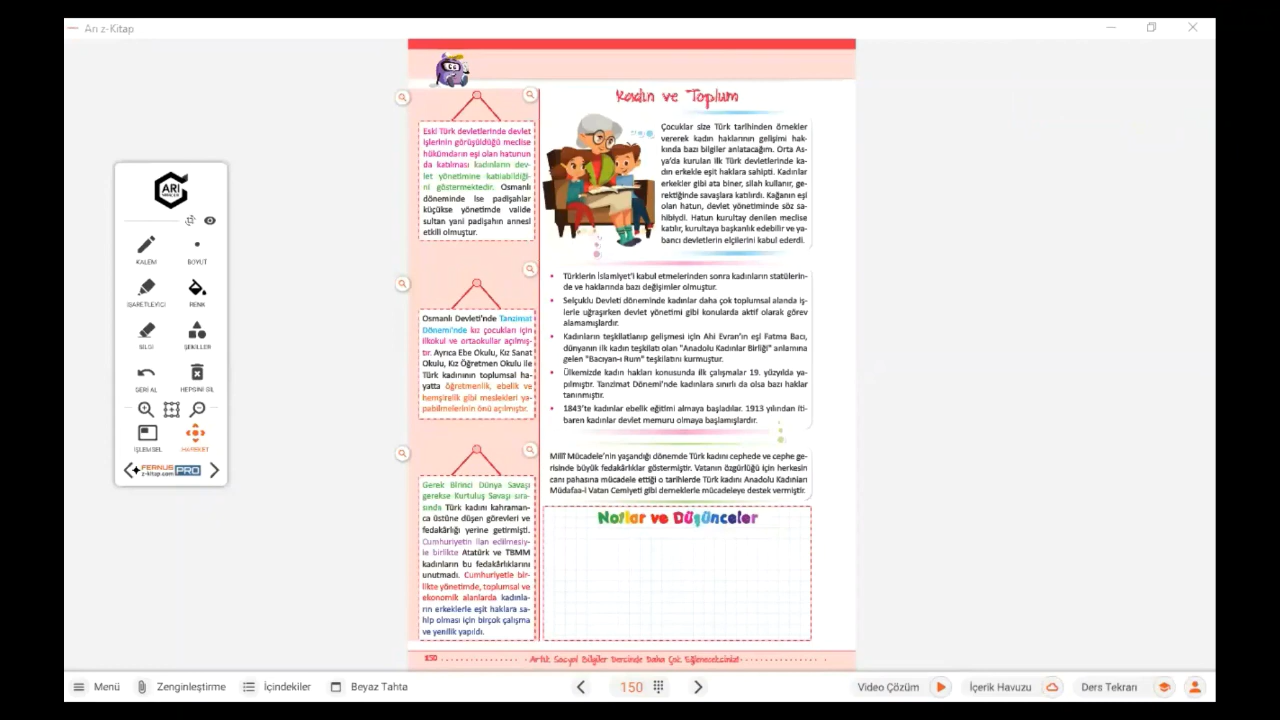 Arı z-Kitap
Kadın ve Toplum
Eski Türk devletlerinde devlet
işlerinin görüşüldüğü meclise
hükümdarın eşi olan hatunun
da katılması kadınların dev-
let yönetimine katılabildiği-
ni göstermektedir. Osmanlı
döneminde ise padişahlar
küçükse yönetimde valide
sultan yani padişahın annesi
etkili olmuştur.
Çocuklar size Türk tarihinden örnekler
vererek kadın haklarının gelişimi hak-
kında bazı bilgiler anlatacağım. Orta As-
ya'da kurulan ilk Türk devletlerinde ka-
dın erkekle eşit haklara sahipti. Kadınlar
erkekler gibi ata biner, silah kullanır, ge-
rektiğinde savaşlara katılırdı. Kağanın eşi
olan hatun, devlet yönetiminde söz sa-
hibiydi. Hatun kurultay denilen meclise
katılır, kurultaya başkanlık edebilir ve ya-
bancı devletlerin elçilerini kabul ederdi.
Osmanlı Devleti'nde Tanzimat
Dönemi'nde kız çocukları için
ilkokul ve ortaokullar açılmış-
tır. Ayrıca Ebe Okulu, Kız Sanat
Okulu, Kız Öğretmen Okulu ile
Türk kadınının toplumsal ha-
yatta öğretmenlik, ebelik ve
hemşirelik gibi meslekleri ya-
pabilmelerinin önü açılmıştır.
• Türklerin İslamiyet'i kabul etmelerinden sonra kadınların statülerin-
de ve haklarında bazı değişimler olmuştur.
• Selçuklu Devleti döneminde kadınlar daha çok toplumsal alanda iş-
lerle uğraşırken devlet yönetimi gibi konularda aktif olarak görev
alamamışlardır.
• Kadınların teşkilatlanıp gelişmesi için Ahi Evran'ın eşi Fatma Bacı,
dünyanın ilk kadın teşkilatı olan "Anadolu Kadınlar Birliği" anlamına
gelen "Bacıyan-ı Rum" teşkilatını kurmuştur.
• Ülkemizde kadın hakları konusunda ilk çalışmalar 19. yüzyılda ya-
pılmıştır. Tanzimat Dönemi'nde kadınlara sınırlı da olsa bazı haklar
tanınmıştır.
• 1843'te kadınlar ebelik eğitimi almaya başladılar. 1913 yılından iti-
baren kadınlar devlet memuru olmaya başlamışlardır.
Gerek Birinci Dünya Savaşı
gerekse Kurtuluş Savaşı sıra-
sında Türk kadını kahraman-
ca üstüne düşen görevleri ve
fedakârlığı yerine getirmişti.
Cumhuriyetin ilan edilmesiy-
le birlikte Atatürk ve TBMM
kadınların bu fedakârlıklarını
unutmadı. Cumhuriyetle bir-
likte yönetimde, toplumsal ve
ekonomik alanlarda kadınla-
rın erkeklerle eşit haklara sa-
hip olması için birçok çalışma
ve yenilik yapıldı.
Millî Mücadele'nin yaşandığı dönemde Türk kadını cephede ve cephe ge-
risinde büyük fedakârlıklar göstermiştir. Vatanın özgürlüğü için herkesin
canı pahasına mücadele ettiği o tarihlerde Türk kadını Anadolu Kadınları
Müdafaa-i Vatan Cemiyeti gibi derneklerle mücadeleye destek vermiştir.
Notlar ve Düşünceler
150 Artık Sosyal Bilgiler Dersinde Daha Çok Eğleneceksiniz!
ARI
KALEM BOYUT
İŞARETLEYİCİ RENK
SİLGİ ŞEKİLLER
GERİ AL HEPSİNİ SİL
İŞLEMSEL HAREKET
FERNUS
z-kitap.com PRO
Menü Zenginleştirme İçindekiler Beyaz Tahta 150 Video Çözüm İçerik Havuzu Ders Tekrarı